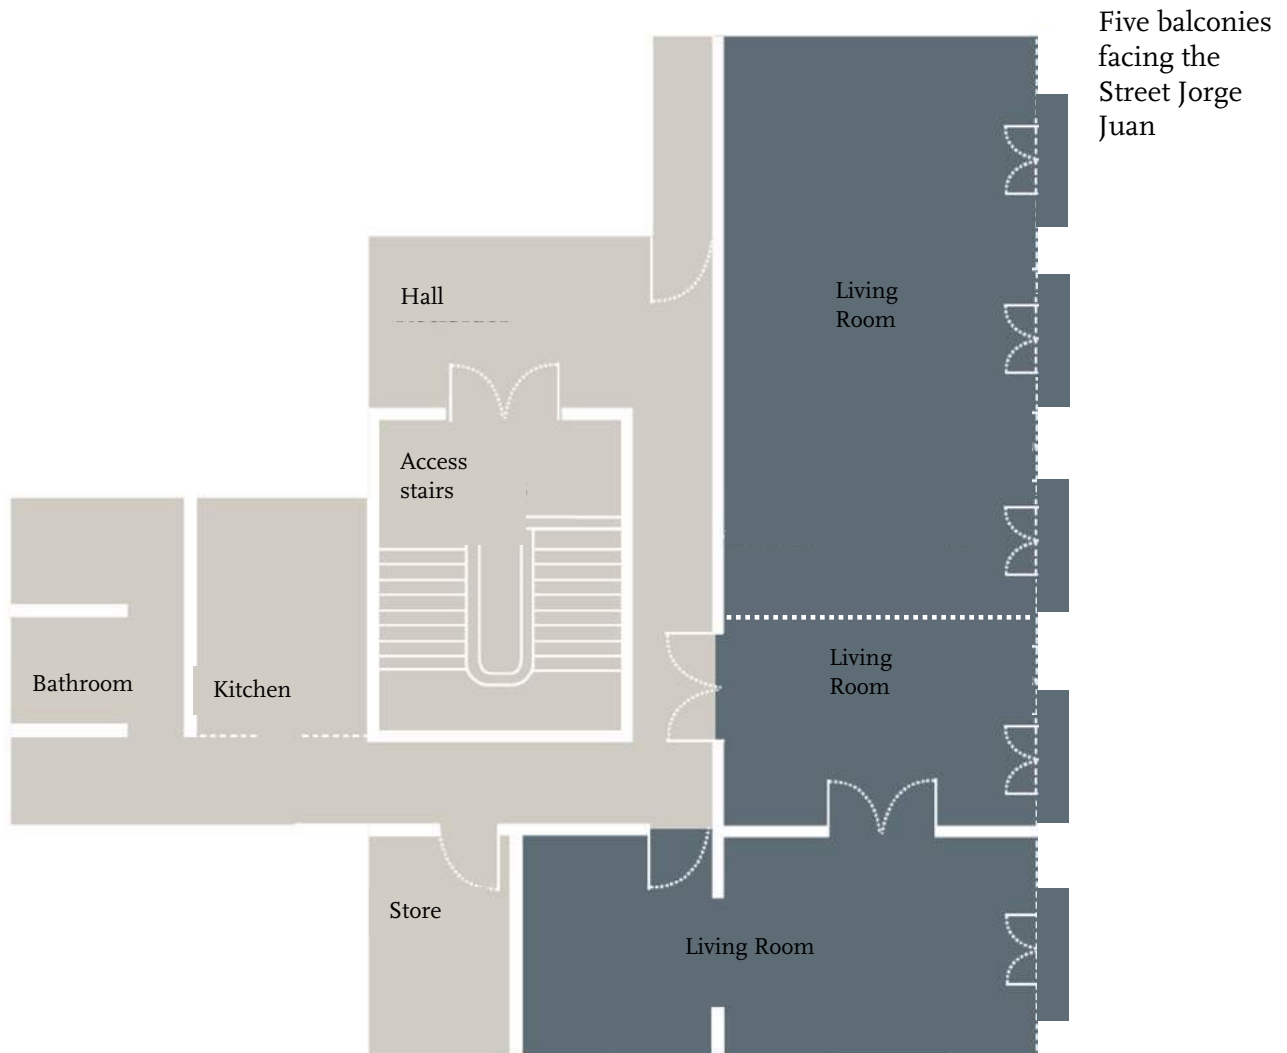 Five balconies
facing the
Street Jorge
Juan
Hall
Living
Room
Access
stairs
Living
Room
Bathroom
Kitchen
Store
Living Room